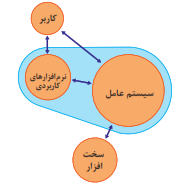 کاربر
نرم‌افزارهای
کاربردی
سیستم عامل
سخت
افزار